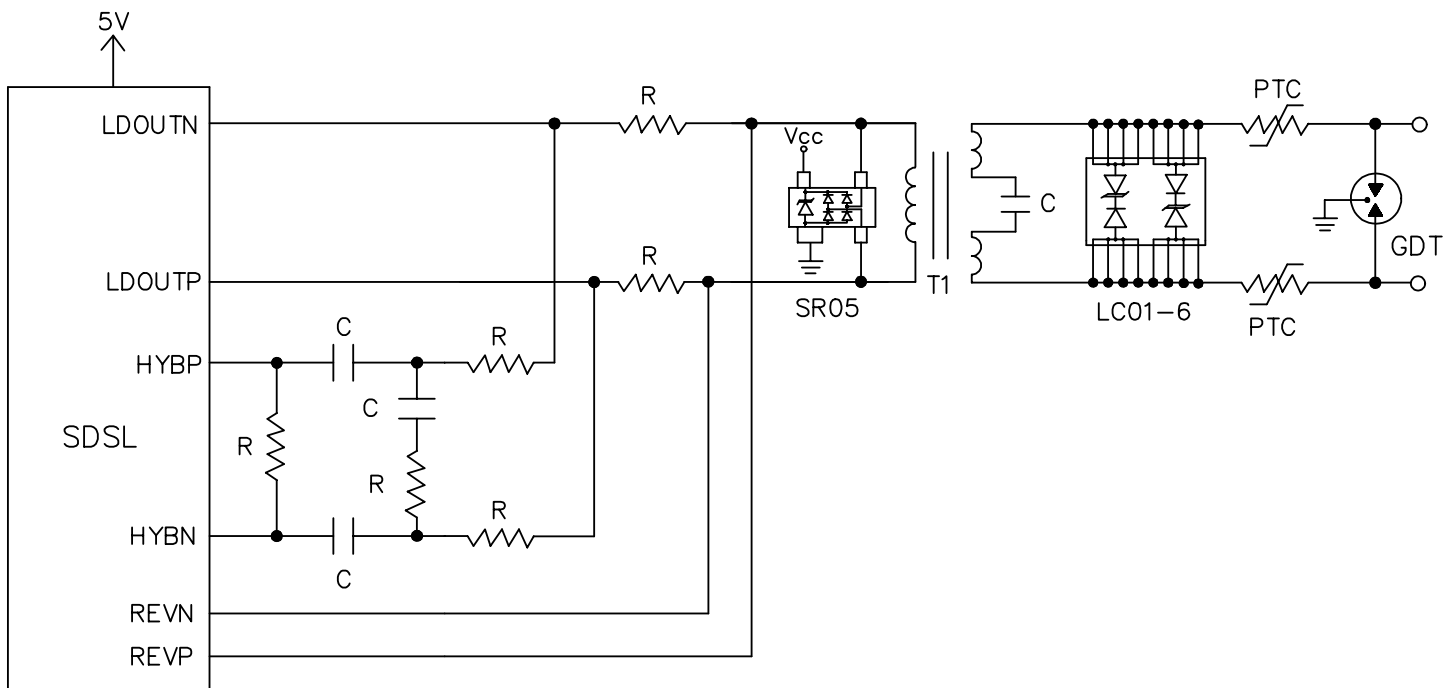 5V
LDOUTN
R
PTC
Vcc
C
GDT
LDOUTP
R
T1
SR05
LC01-6
PTC
HYBP
C
R
C
SDSL
R
R
R
HYBN
C
REVN
REVP